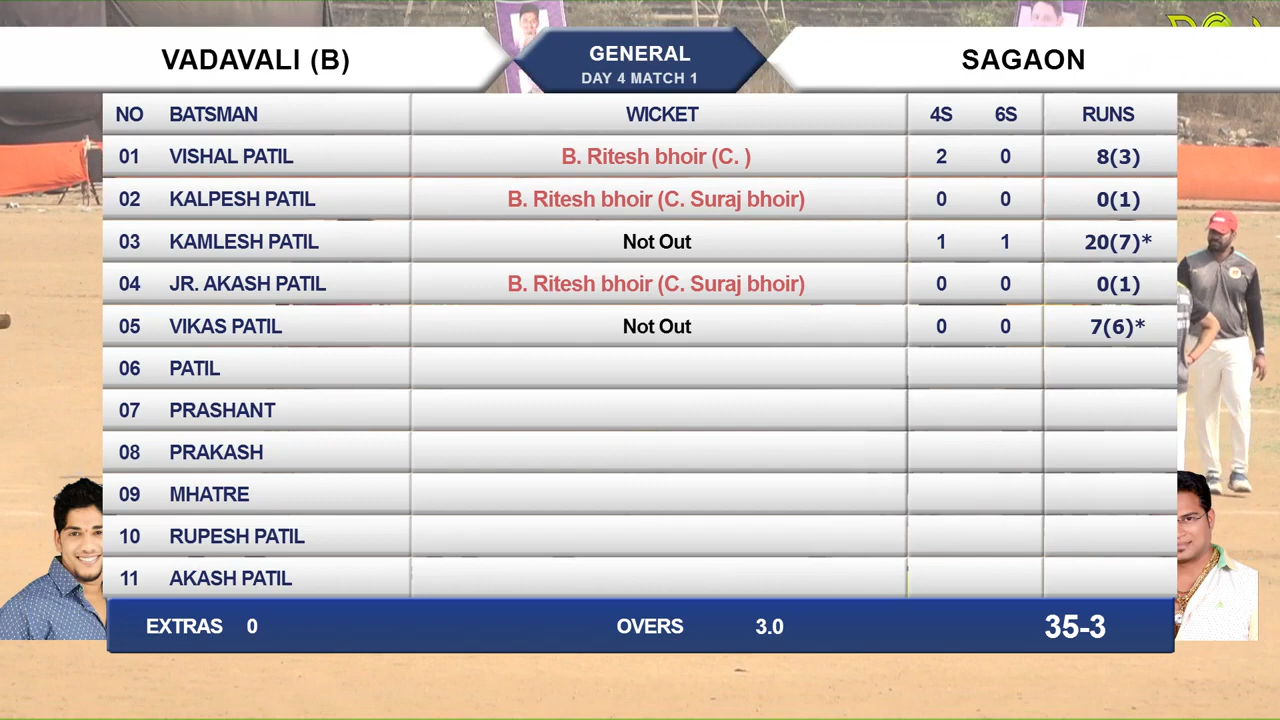 VADAVALI (B) GENERAL SAGAON
DAY 4 MATCH 1
NO BATSMAN WICKET 4S 6S RUNS
01 VISHAL PATIL B. Ritesh bhoir (C. ) 2 0 8(3)
02 KALPESH PATIL B. Ritesh bhoir (C. Suraj bhoir) 0 0 0(1)
03 KAMLESH PATIL Not Out 1 1 20(7)*
04 JR. AKASH PATIL B. Ritesh bhoir (C. Suraj bhoir) 0 0 0(1)
05 VIKAS PATIL Not Out 0 0 7(6)*
06 PATIL
07 PRASHANT
08 PRAKASH
09 MHATRE
10 RUPESH PATIL
11 AKASH PATIL
EXTRAS 0 OVERS 3.0 35-3